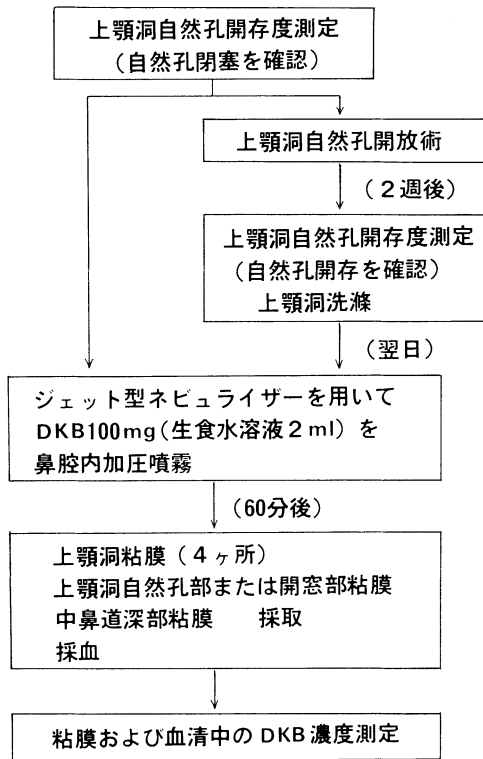 上顎洞自然孔開存度測定
（自然孔閉塞を確認）
上顎洞自然孔開放術
（２週後）
上顎洞自然孔開存度測定
（自然孔開存を確認）
上顎洞洗滌
（翌日）
ジェット型ネビュライザーを用いて
DKB100mg（生食水溶液２ml）を
鼻腔内加圧噴霧
（60分後）
上顎洞粘膜（４ヶ所）
上顎洞自然孔部または開窓部粘膜
中鼻道深部粘膜　　採取
採血
粘膜および血清中の DKB 濃度測定